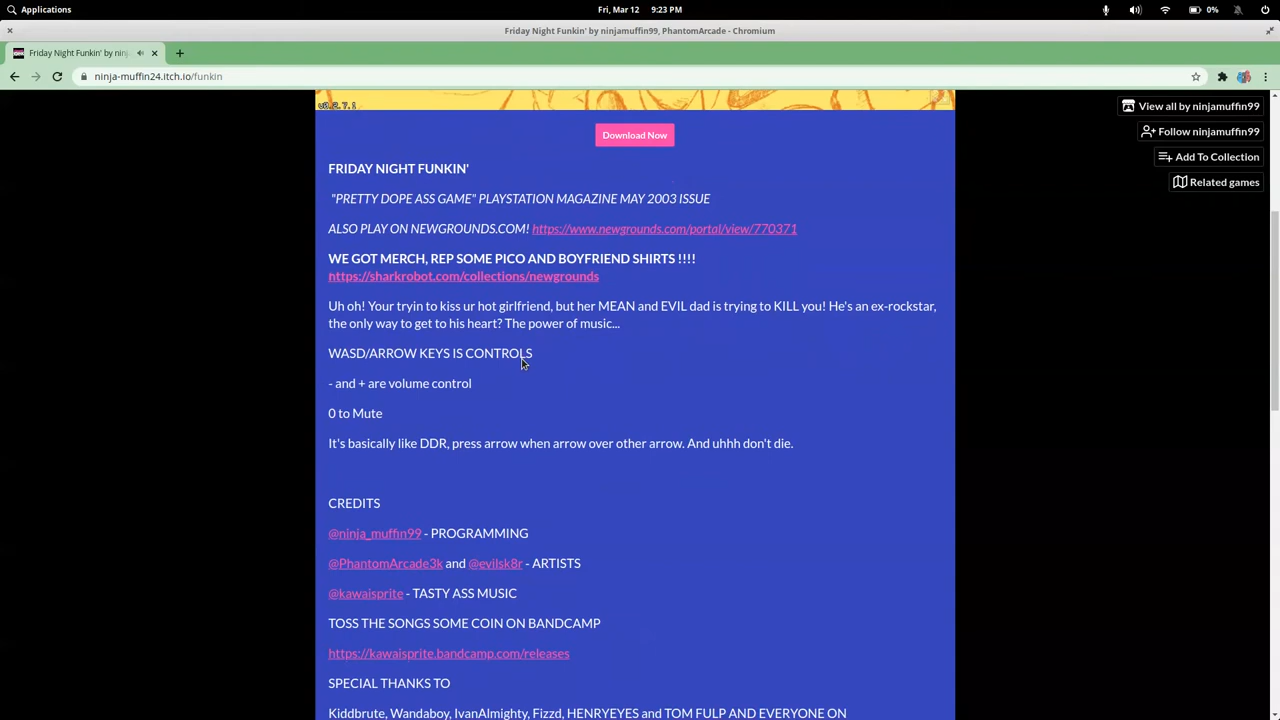 Applications
Fri, Mar 12 9:23 PM
0%
Friday Night Funkin' by ninjamuffin99, PhantomArcade - Chromium
Friday Night Funkin' by nin
ninja-muffin24.itch.io/funkin
v0.2.7.1
View all by ninjamuffin99
Follow ninjamuffin99
Add To Collection
Related games
Download Now
FRIDAY NIGHT FUNKIN'
"PRETTY DOPE ASS GAME" PLAYSTATION MAGAZINE MAY 2003 ISSUE
ALSO PLAY ON NEWGROUNDS.COM! https://www.newgrounds.com/portal/view/770371
WE GOT MERCH, REP SOME PICO AND BOYFRIEND SHIRTS !!!!
https://sharkrobot.com/collections/newgrounds
Uh oh! Your tryin to kiss ur hot girlfriend, but her MEAN and EVIL dad is trying to KILL you! He's an ex-rockstar,
the only way to get to his heart? The power of music...
WASD/ARROW KEYS IS CONTROLS
- and + are volume control
0 to Mute
It's basically like DDR, press arrow when arrow over other arrow. And uhhh don't die.
CREDITS
@ninja_muffin99 - PROGRAMMING
@PhantomArcade3k and @evilsk8r - ARTISTS
@kawaisprite - TASTY ASS MUSIC
TOSS THE SONGS SOME COIN ON BANDCAMP
https://kawaisprite.bandcamp.com/releases
SPECIAL THANKS TO
Kiddbrute, Wandaboy, IvanAlmighty, Fizzd, HENRYEYES and TOM FULP AND EVERYONE ON